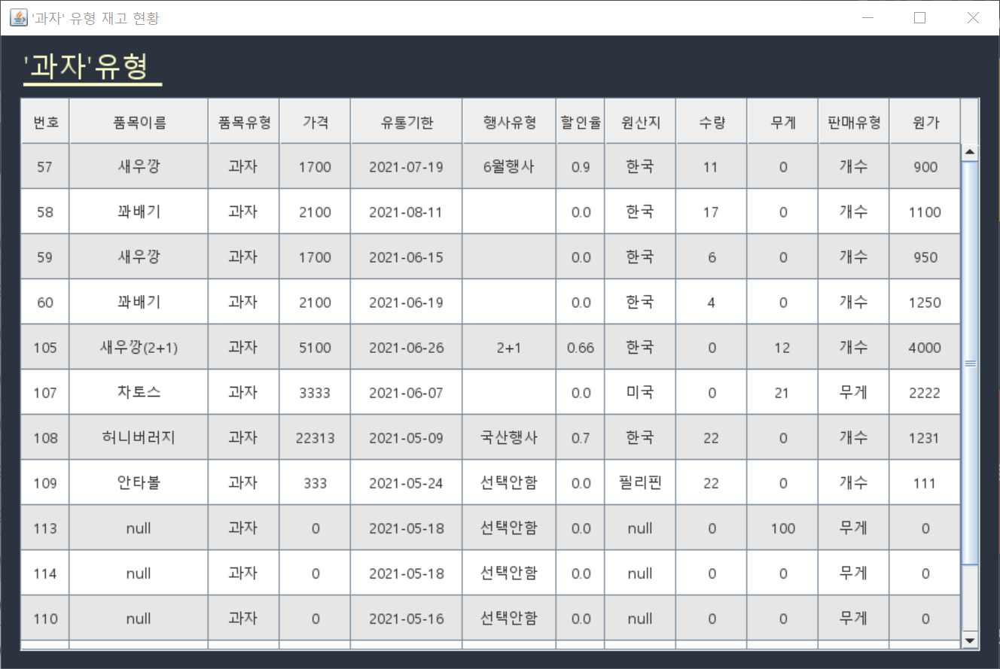 '과자' 유형 재고 현황
'과자'유형
번호 품목이름 품목유형 가격 유통기한 행사유형 할인율 원산지 수량 무게 판매유형 원가
57 새우깡 과자 1700 2021-07-19 6월행사 0.9 한국 11 0 개수 900
58 꽈배기 과자 2100 2021-08-11 0.0 한국 17 0 개수 1100
59 새우깡 과자 1700 2021-06-15 0.0 한국 6 0 개수 950
60 꽈배기 과자 2100 2021-06-19 0.0 한국 4 0 개수 1250
105 새우깡(2+1) 과자 5100 2021-06-26 2+1 0.66 한국 0 12 개수 4000
107 차토스 과자 3333 2021-06-07 0.0 미국 0 21 무게 2222
108 허니버러지 과자 22313 2021-05-09 국산행사 0.7 한국 22 0 개수 1231
109 안타볼 과자 333 2021-05-24 선택안함 0.0 필리핀 22 0 개수 111
113 null 과자 0 2021-05-18 선택안함 0.0 null 0 100 무게 0
114 null 과자 0 2021-05-18 선택안함 0.0 null 0 0 무게 0
110 null 과자 0 2021-05-16 선택안함 0.0 null 0 0 무게 0